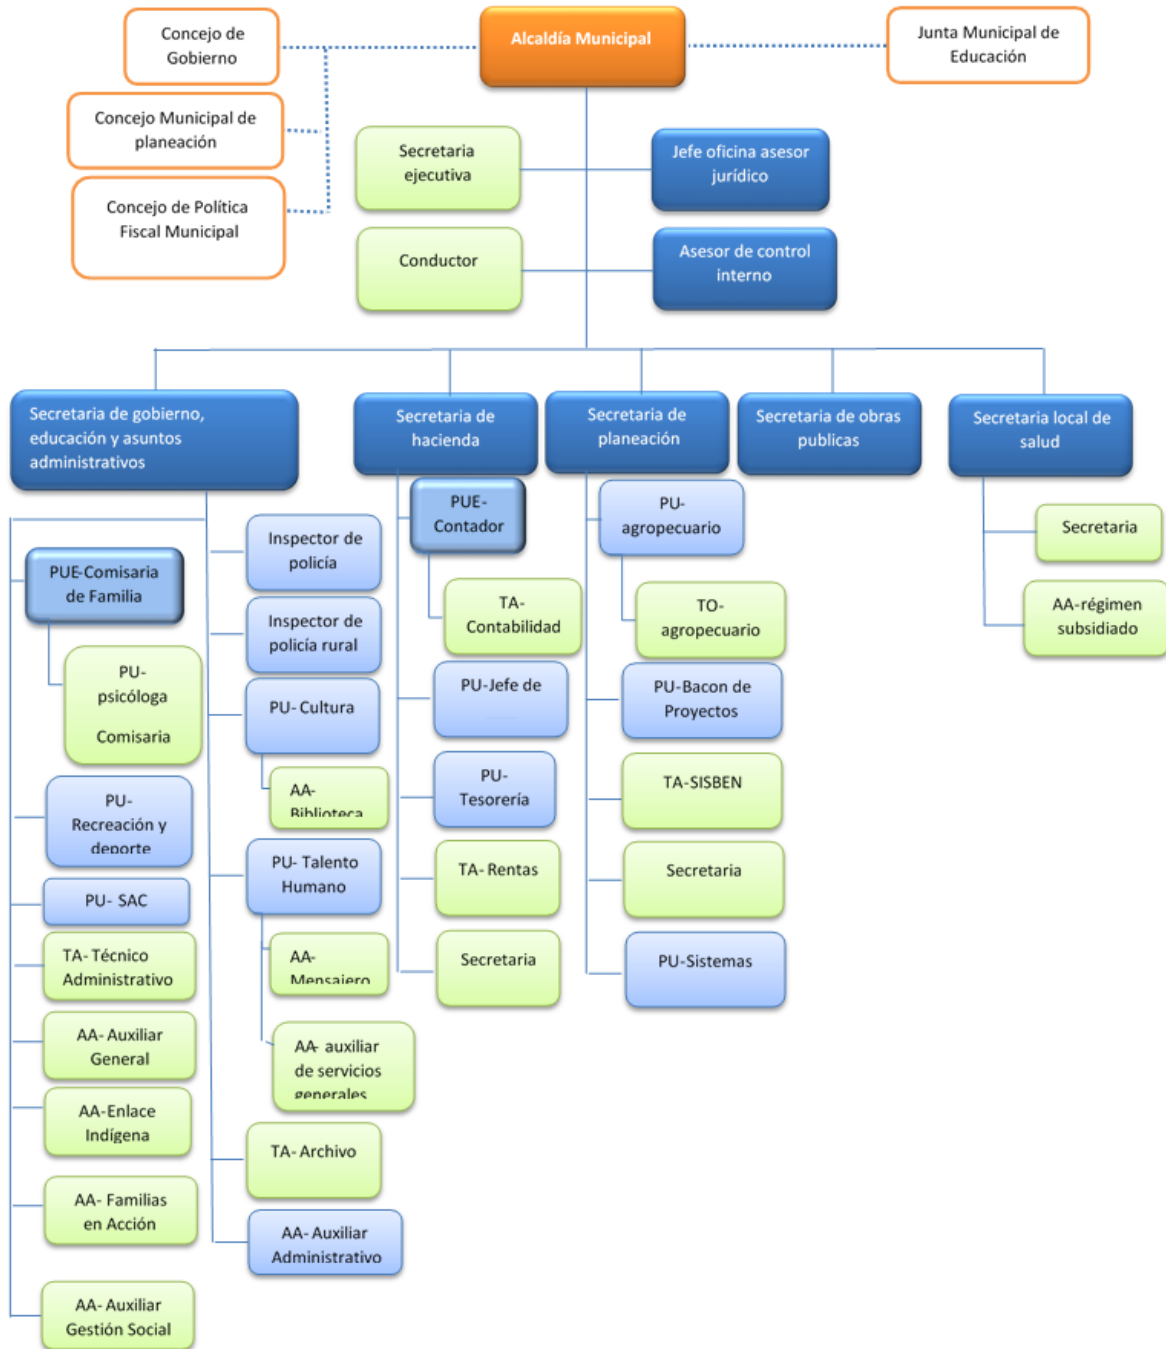 Concejo de
Gobierno
Alcaldía Municipal
Junta Municipal de
Educación
Concejo Municipal de
planeación
Concejo de Política
Fiscal Municipal
Secretaria
ejecutiva
Jefe oficina asesor
jurídico
Conductor
Asesor de control
interno
Secretaria de gobierno,
educación y asuntos
administrativos
Secretaria de
hacienda
Secretaria de
planeación
Secretaria de obras
publicas
Secretaria local de
salud
PUE-Comisaria
de Familia
PU-
psicóloga
Comisaria
PU-
Recreación y
deporte
PU- SAC
TA- Técnico
Administrativo
AA- Auxiliar
General
AA-Enlace
Indígena
AA- Familias
en Acción
AA- Auxiliar
Gestión Social
Inspector de
policía
Inspector de
policía rural
PU- Cultura
AA-
Biblioteca
PU- Talento
Humano
AA-
Mensajero
AA- auxiliar
de servicios
generales
TA- Archivo
AA- Auxiliar
Administrativo
PUE-
Contador
TA-
Contabilidad
PU-Jefe de
PU-
Tesorería
TA- Rentas
Secretaria
PU-
agropecuario
TO-
agropecuario
PU-Bacon de
Proyectos
TA-SISBEN
Secretaria
PU-Sistemas
Secretaria
AA-régimen
subsidiado